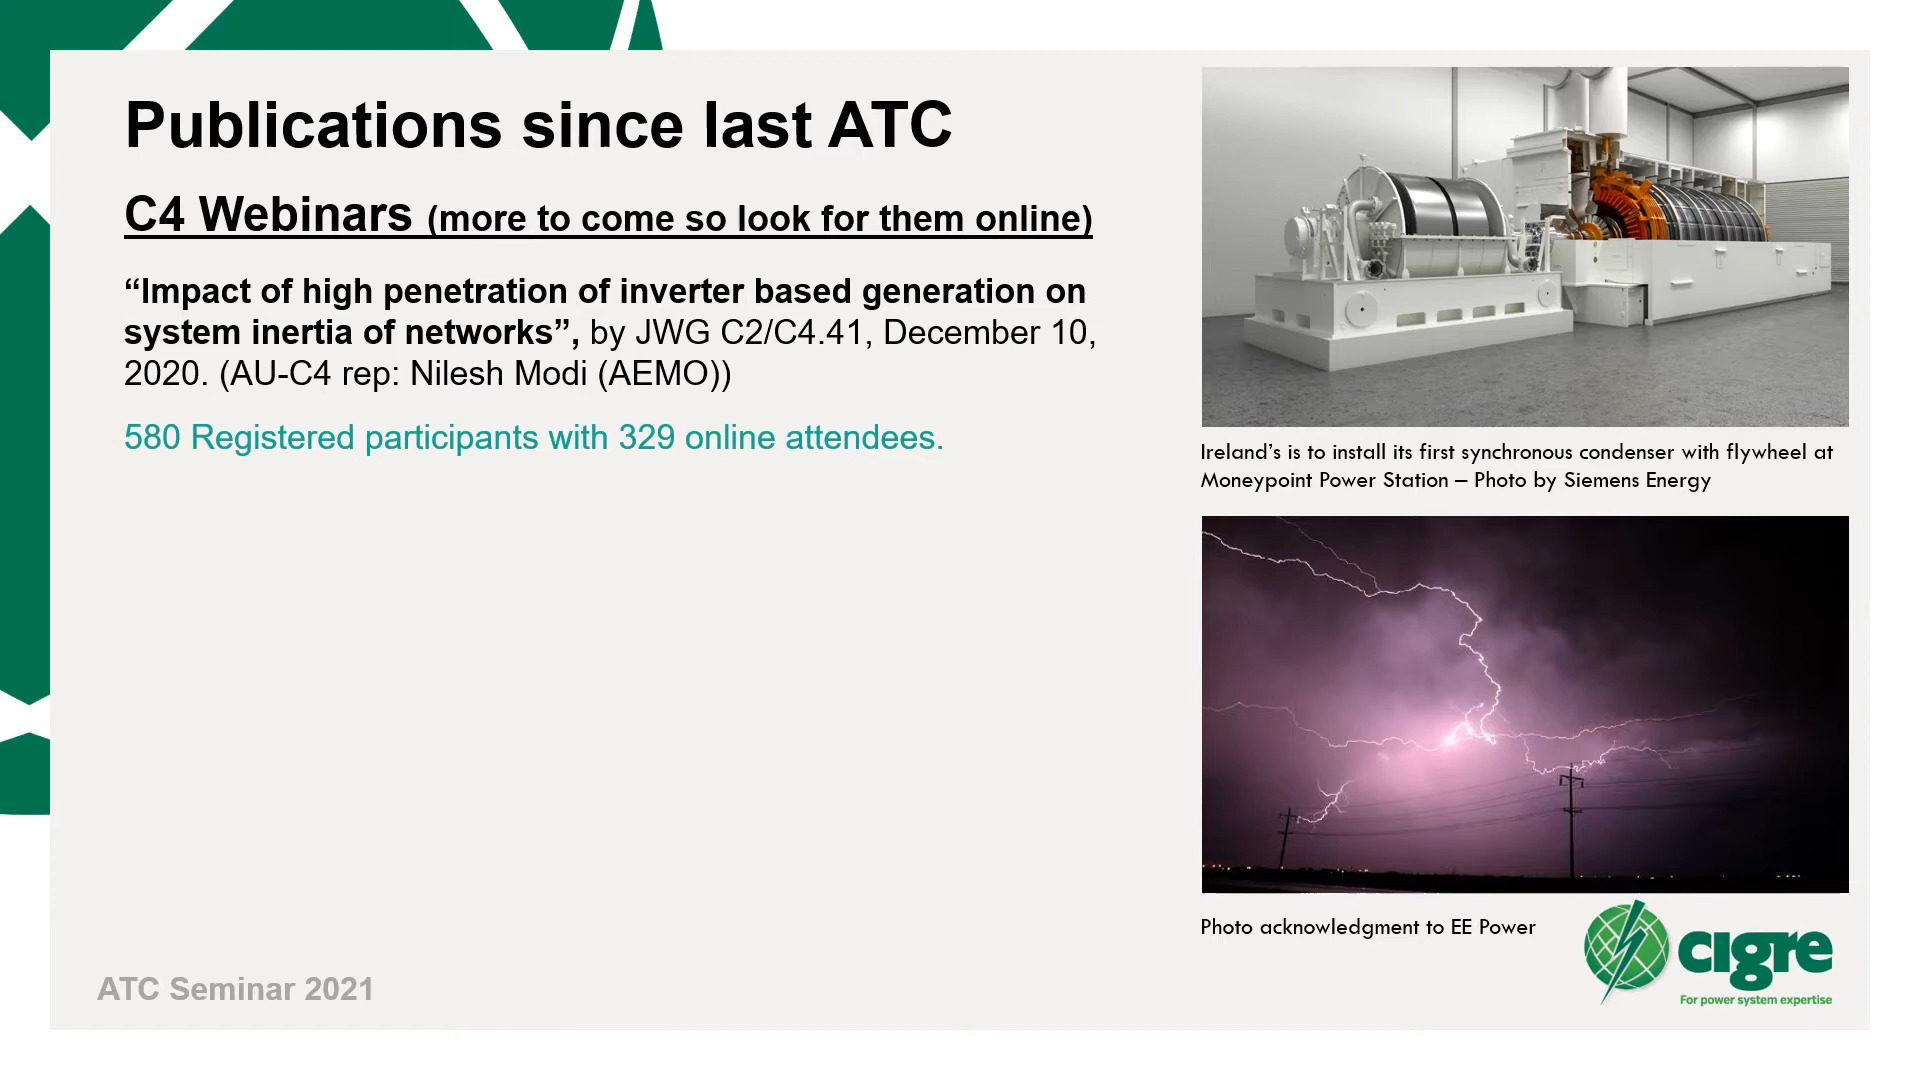 Publications since last ATC
C4 Webinars (more to come so look for them online)
“Impact of high penetration of inverter based generation on
system inertia of networks”, by JWG C2/C4.41, December 10,
2020. (AU-C4 rep: Nilesh Modi (AEMO))
580 Registered participants with 329 online attendees.
Ireland’s is to install its first synchronous condenser with flywheel at
Moneypoint Power Station – Photo by Siemens Energy
Photo acknowledgment to EE Power
cigre
For power system expertise
ATC Seminar 2021